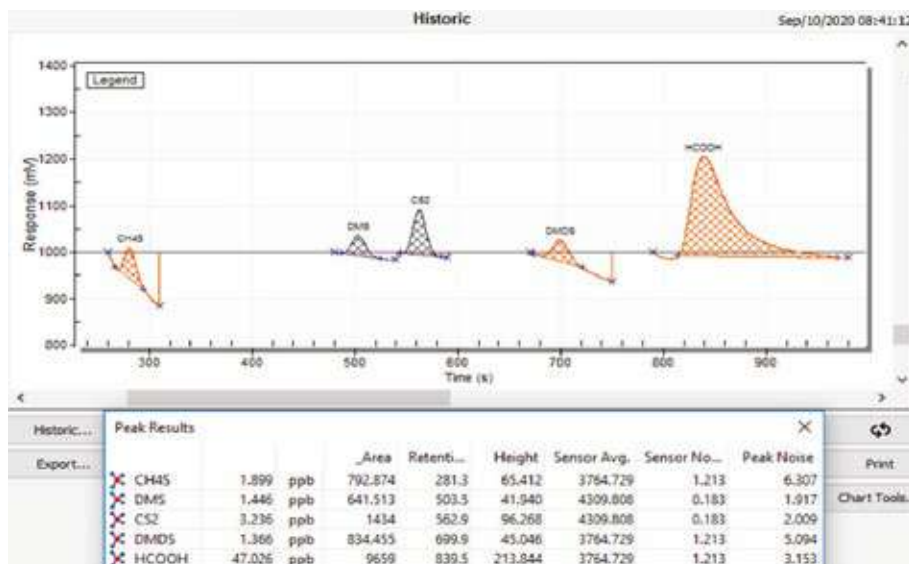 Historic
Sep/10/2020 08:41:12
Legend
Response (mV)
1400
1300
1200
1100
1000
900
800
CH4S
DMS
CS2
DMDS
HCOOH
300 400 500 600 700 800 900
Time (s)
Historic...
Export...
Print
Chart Tools.
Peak Results
_Area Retenti... Height Sensor Avg. Sensor No... Peak Noise
CH4S 1.899 ppb 792.874 281.3 65.412 3764.729 1.213 6.307
DMS 1.446 ppb 641.513 503.5 41.940 4309.808 0.183 1.917
CS2 3.236 ppb 1434 562.9 96.268 4309.808 0.183 2.009
DMDS 1.366 ppb 834.455 699.9 45.046 3764.729 1.213 5.094
HCOOH 47.026 ppb 9659 839.5 213.844 3764.729 1.213 3.153